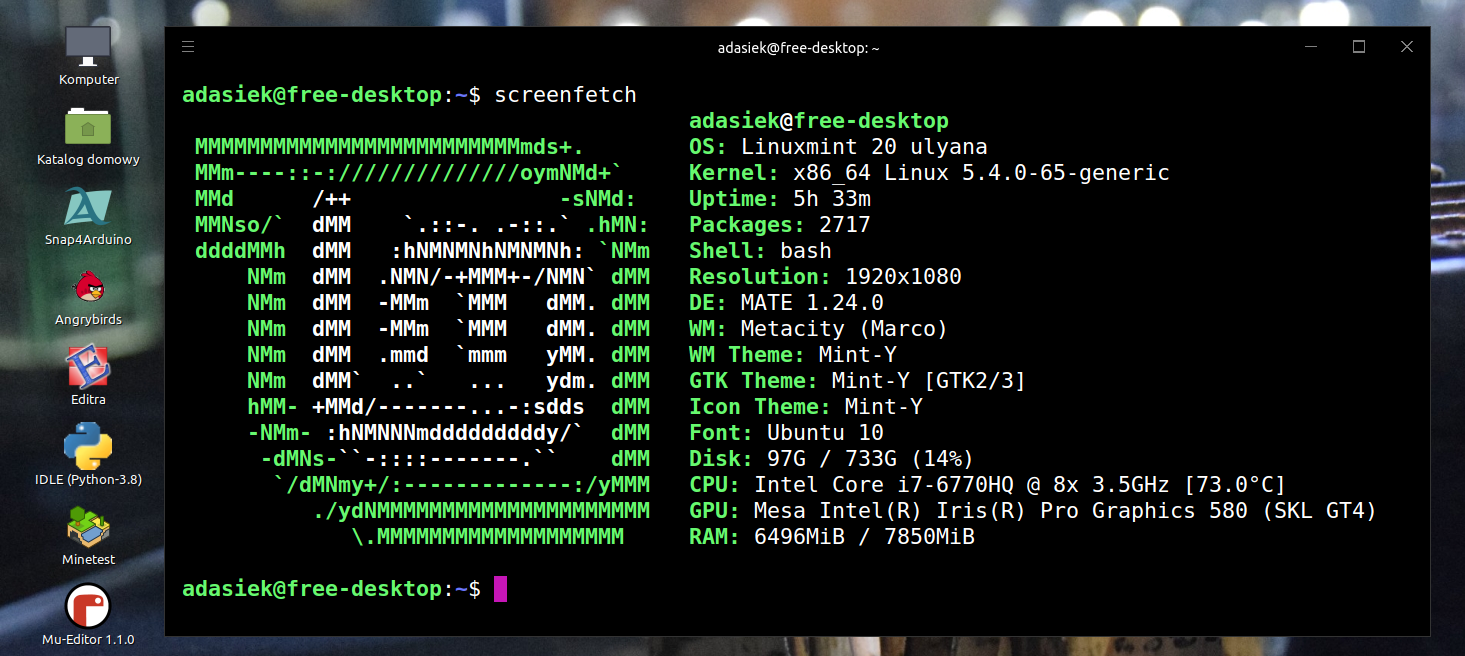 Komputer
Katalog domowy
Snap4Arduino
Angrybirds
Editra
IDLE (Python-3.8)
Minetest
Mu-Editor 1.1.0
adasiek@free-desktop: ~
adasiek@free-desktop:~$ screenfetch
adasiek@free-desktop
MMMMMMMMMMMMMMMMMMMMMMMMMmds+. OS: Linuxmint 20 ulyana
MMm----::-://////////////oymNMd+` Kernel: x86_64 Linux 5.4.0-65-generic
MMd      /++                -sNMd: Uptime: 5h 33m
MMNso/`  dMM    `.::-. .-::.` .hMN: Packages: 2717
ddddMMh  dMM   :hNMNMNhNMNMNh: `NMm Shell: bash
    NMm  dMM  .NMN/-+MMM+-/NMN` dMM Resolution: 1920x1080
    NMm  dMM  -MMm  `MMM   dMM. dMM DE: MATE 1.24.0
    NMm  dMM  -MMm  `MMM   dMM. dMM WM: Metacity (Marco)
    NMm  dMM  .mmd  `mmm   yMM. dMM WM Theme: Mint-Y
    NMm  dMM`  ..`   ...   ydm. dMM GTK Theme: Mint-Y [GTK2/3]
    hMM- +MMd/-------...-:sdds  dMM Icon Theme: Mint-Y
    -NMm- :hNMNNNmdddddddddy/`  dMM Font: Ubuntu 10
     -dMNs-``-::::-------.``    dMM Disk: 97G / 733G (14%)
      `/dMNmy+/:-------------:/yMMM CPU: Intel Core i7-6770HQ @ 8x 3.5GHz [73.0°C]
         ./ydNMMMMMMMMMMMMMMMMMMMMM GPU: Mesa Intel(R) Iris(R) Pro Graphics 580 (SKL GT4)
            \.MMMMMMMMMMMMMMMMMMM RAM: 6496MiB / 7850MiB
adasiek@free-desktop:~$